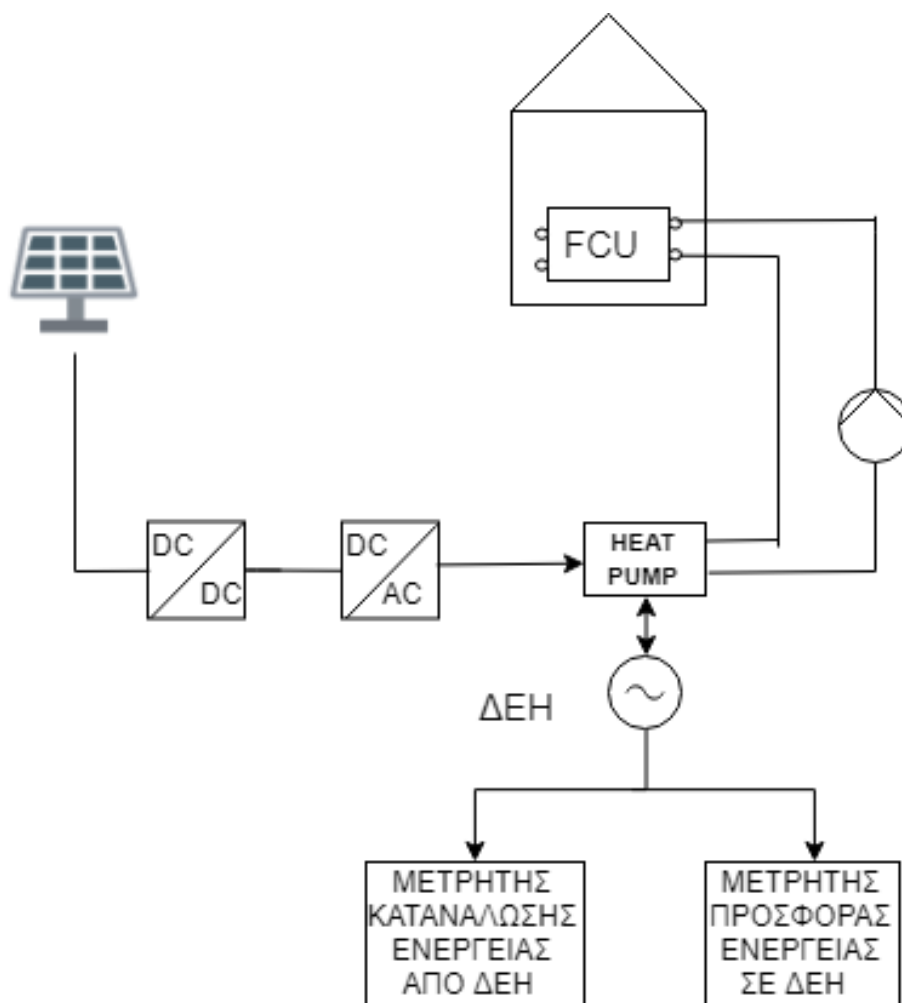 FCU
DC
DC
DC
AC
HEAT
PUMP
ΔΕΗ
ΜΕΤΡΗΤΗΣ
ΚΑΤΑΝΑΛΩΣΗΣ
ΕΝΕΡΓΕΙΑΣ
ΑΠΟ ΔΕΗ
ΜΕΤΡΗΤΗΣ
ΠΡΟΣΦΟΡΑΣ
ΕΝΕΡΓΕΙΑΣ
ΣΕ ΔΕΗ